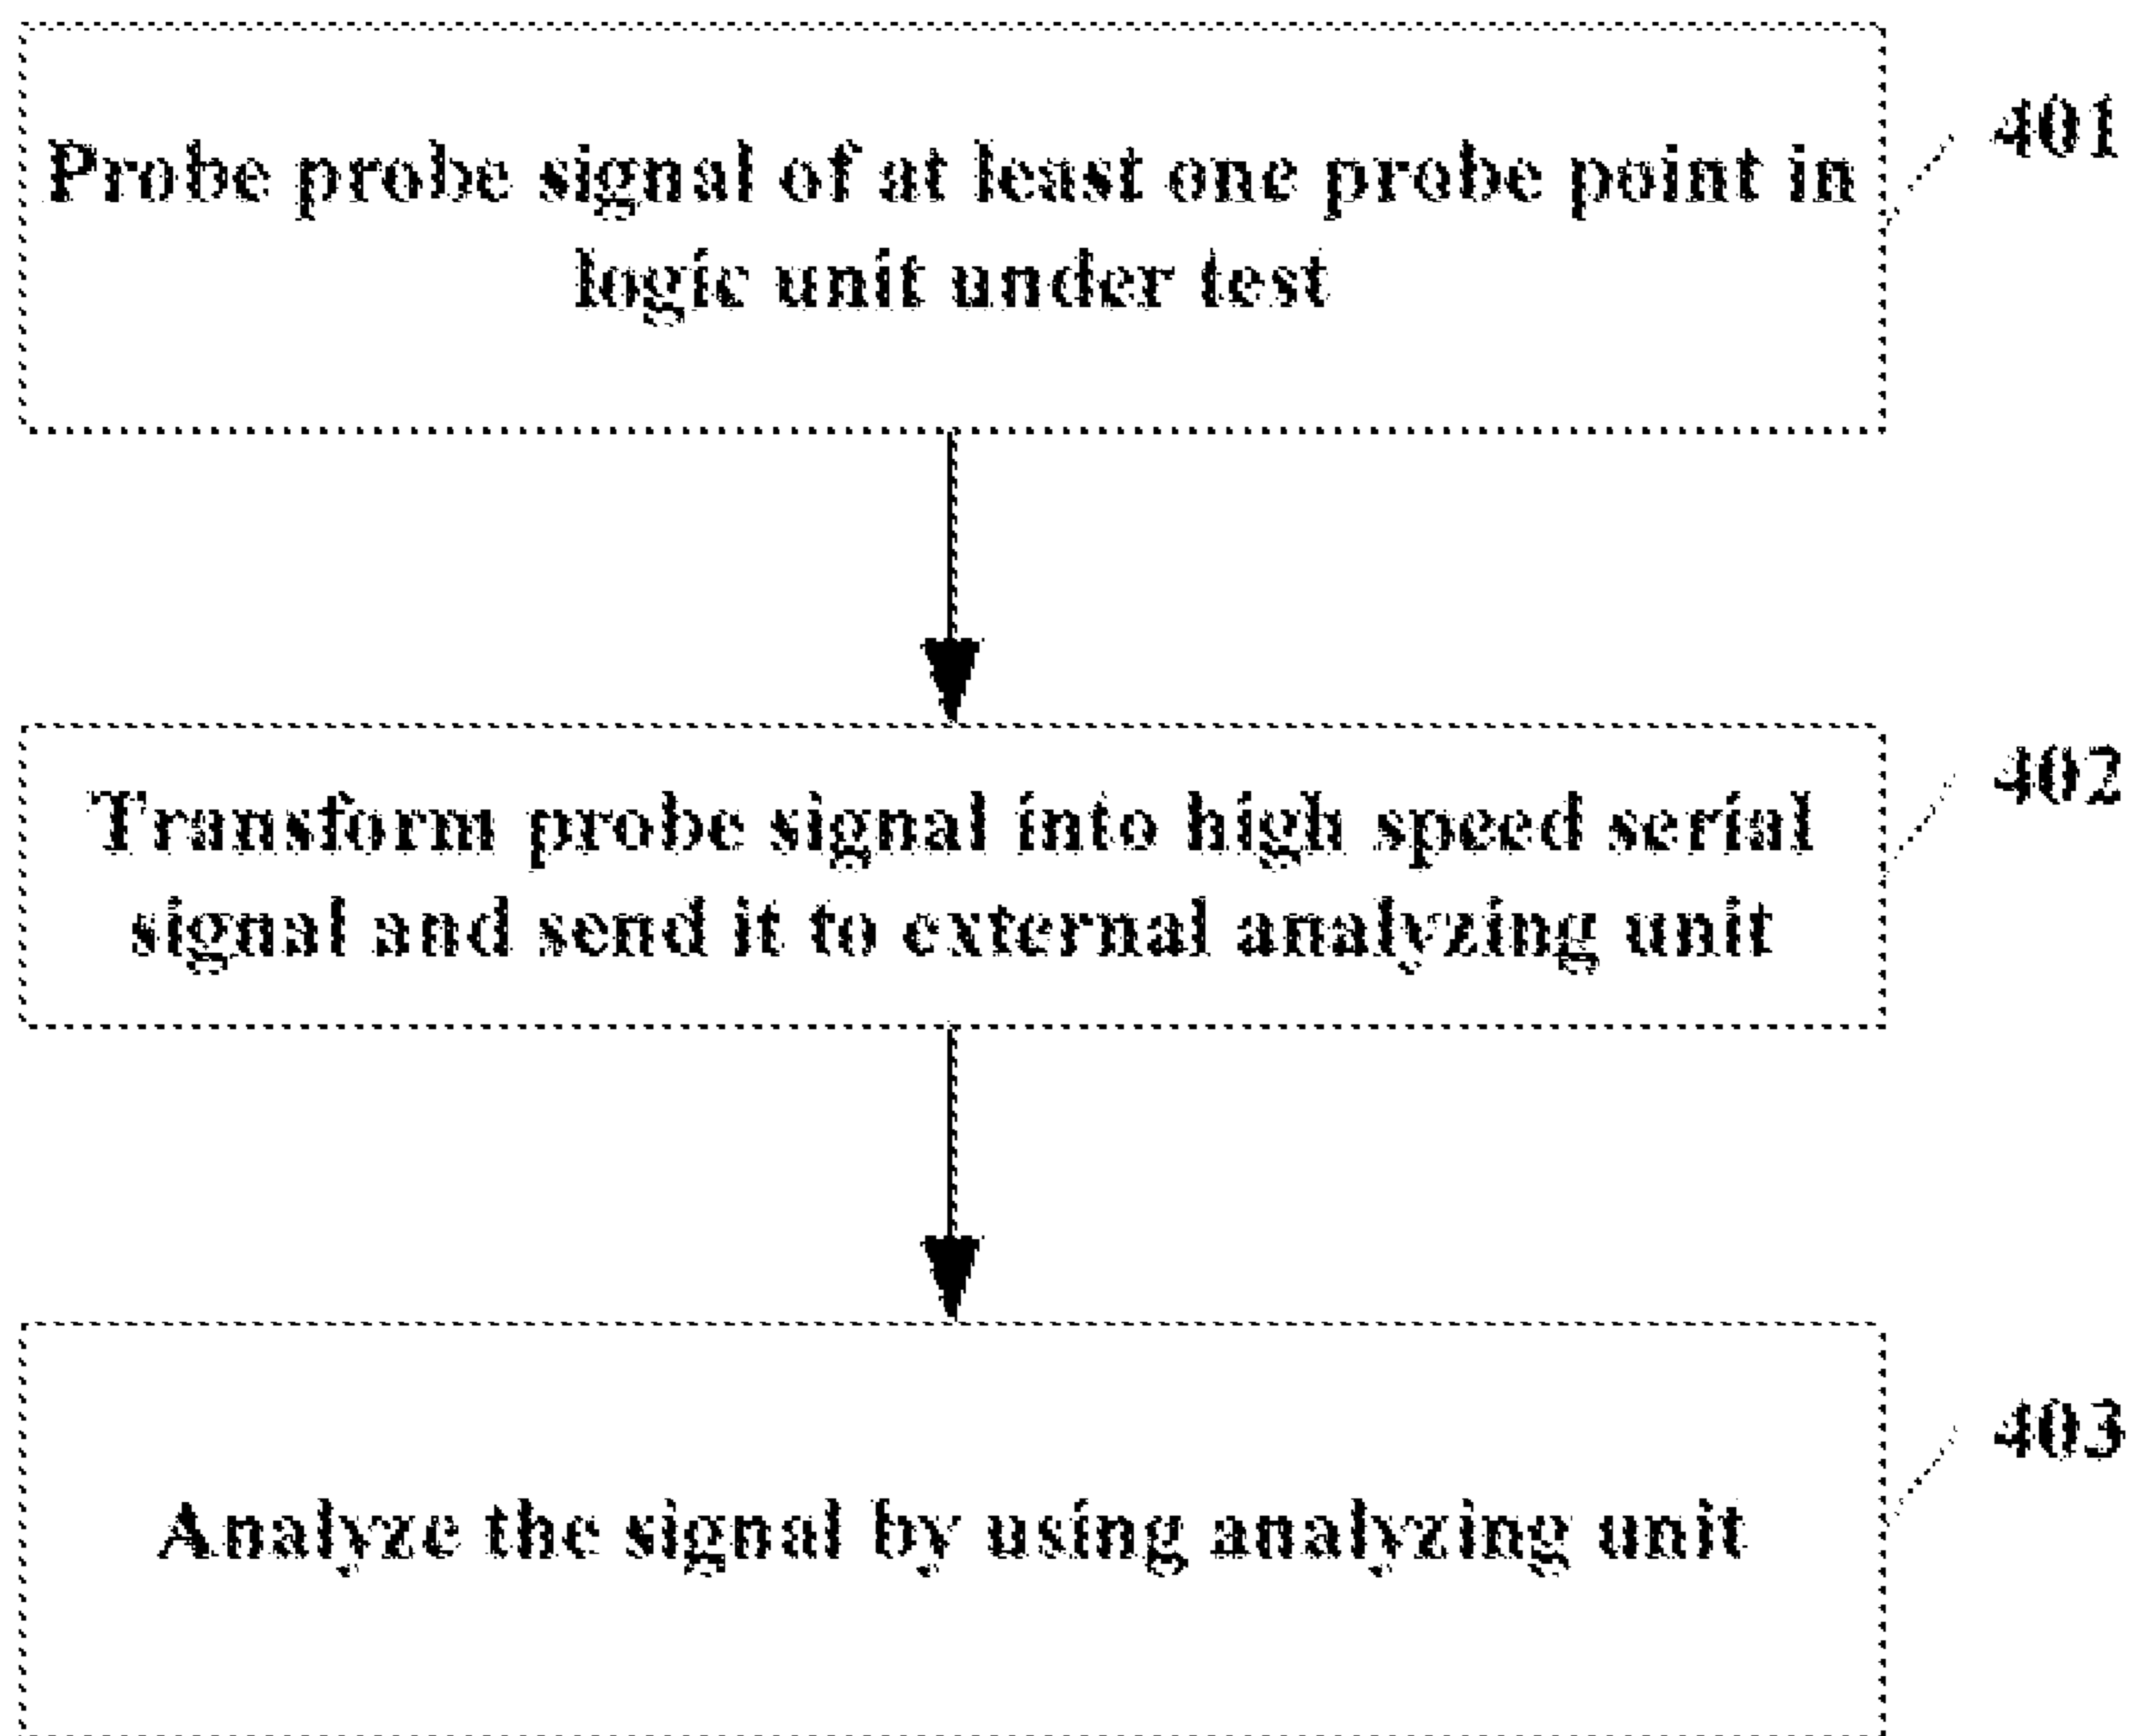 Probe probe signal of at least one probe point in
logic unit under test
401
Transform probe signal into high speed serial
signal and send it to external analyzing unit
402
Analyze the signal by using analyzing unit
403